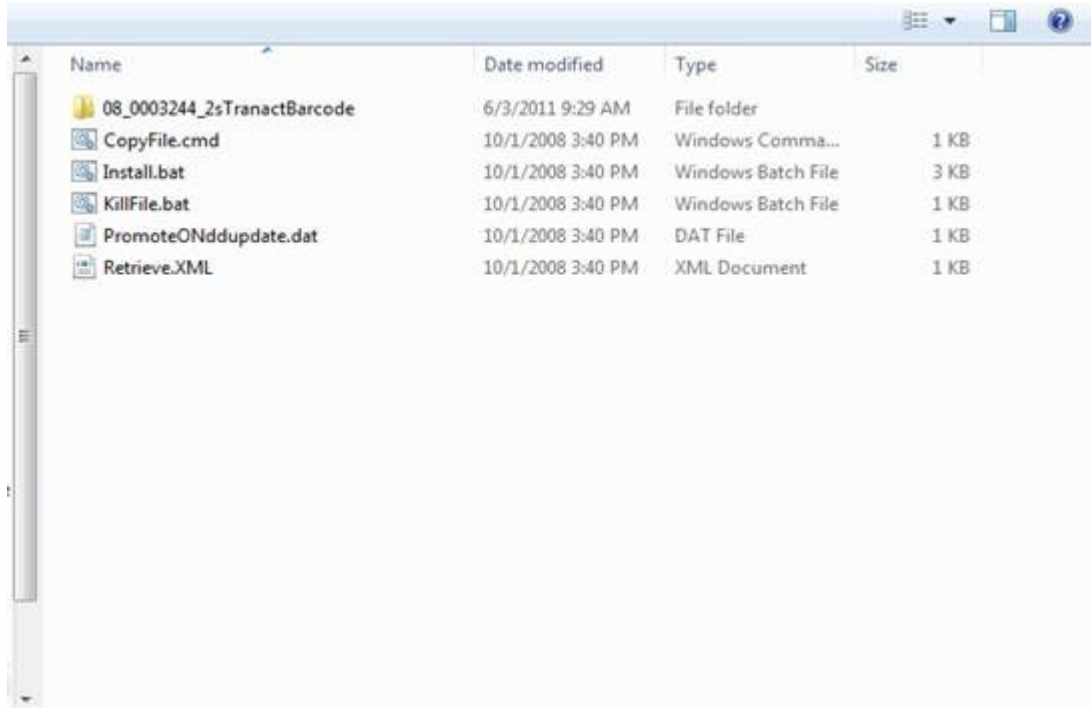 Name Date modified Type Size
08_0003244_2sTranactBarcode 6/3/2011 9:29 AM File folder
CopyFile.cmd 10/1/2008 3:40 PM Windows Comma... 1 KB
Install.bat 10/1/2008 3:40 PM Windows Batch File 3 KB
KillFile.bat 10/1/2008 3:40 PM Windows Batch File 1 KB
PromoteONddupdate.dat 10/1/2008 3:40 PM DAT File 1 KB
Retrieve.XML 10/1/2008 3:40 PM XML Document 1 KB